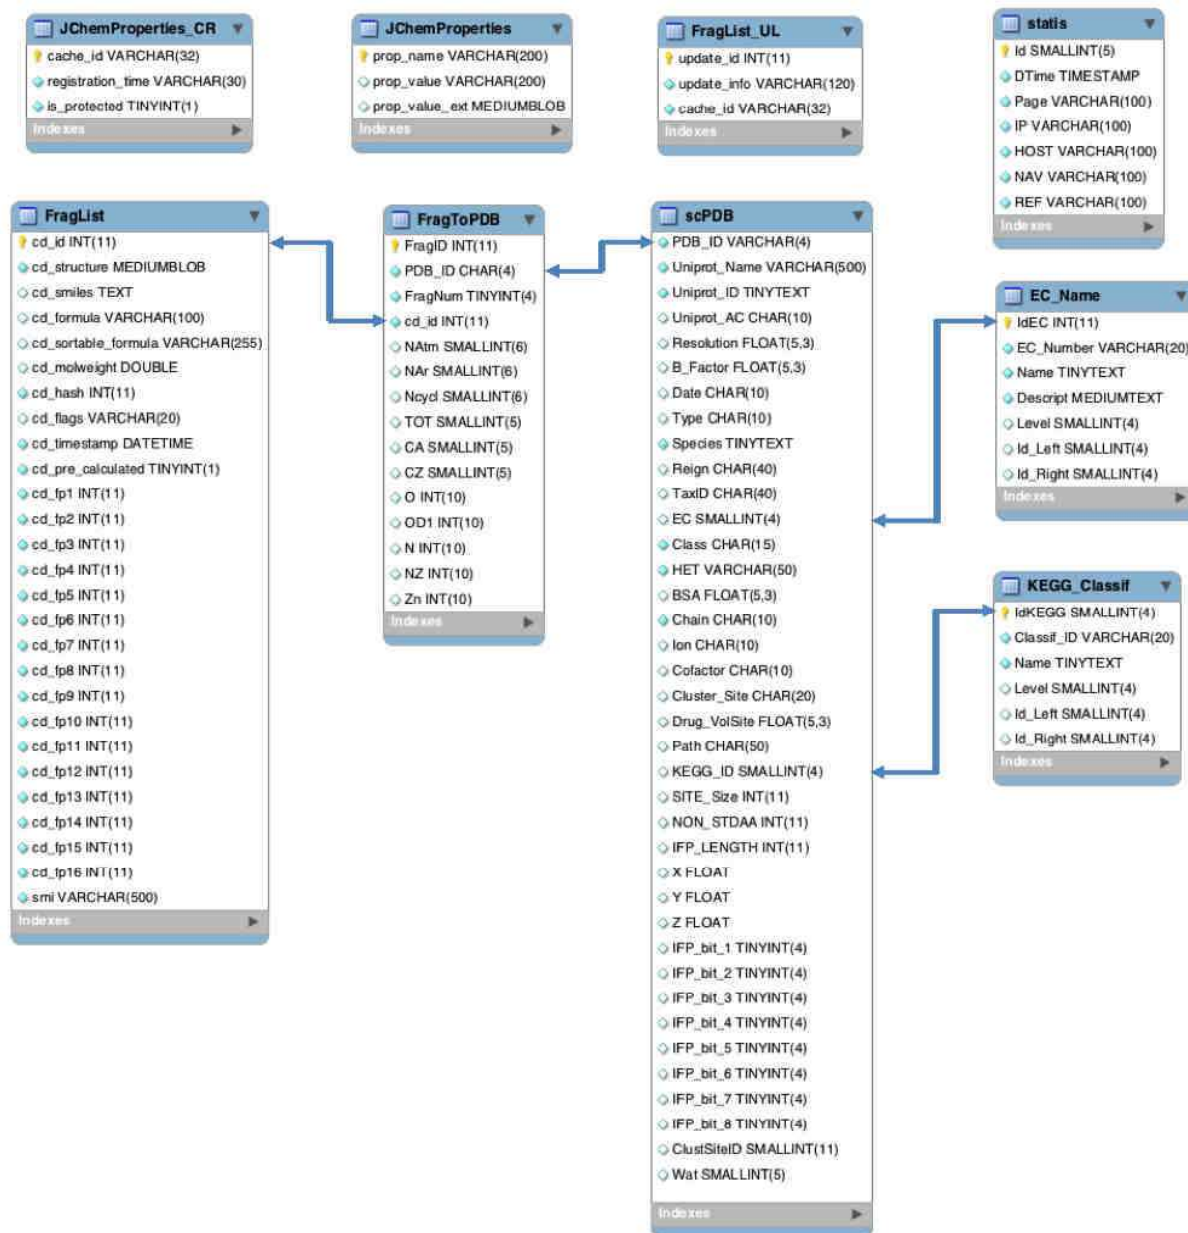 JChemProperties_CR
cache_id VARCHAR(32)
registration_time VARCHAR(30)
is_protected TINYINT(1)
Indexes
JChemProperties
prop_name VARCHAR(200)
prop_value VARCHAR(200)
prop_value_ext MEDIUMBLOB
Indexes
FragList_UL
update_id INT(11)
update_info VARCHAR(120)
cache_id VARCHAR(32)
Indexes
statis
Id SMALLINT(5)
DTime TIMESTAMP
Page VARCHAR(100)
IP VARCHAR(100)
HOST VARCHAR(100)
NAV VARCHAR(100)
REF VARCHAR(100)
Indexes
FragList
cd_id INT(11)
cd_structure MEDIUMBLOB
cd_smiles TEXT
cd_formula VARCHAR(100)
cd_sortable_formula VARCHAR(255)
cd_molweight DOUBLE
cd_hash INT(11)
cd_flags VARCHAR(20)
cd_timestamp DATETIME
cd_pre_calculated TINYINT(1)
cd_fp1 INT(11)
cd_fp2 INT(11)
cd_fp3 INT(11)
cd_fp4 INT(11)
cd_fp5 INT(11)
cd_fp6 INT(11)
cd_fp7 INT(11)
cd_fp8 INT(11)
cd_fp9 INT(11)
cd_fp10 INT(11)
cd_fp11 INT(11)
cd_fp12 INT(11)
cd_fp13 INT(11)
cd_fp14 INT(11)
cd_fp15 INT(11)
cd_fp16 INT(11)
smi VARCHAR(500)
Indexes
FragToPDB
FragID INT(11)
PDB_ID CHAR(4)
FragNum TINYINT(4)
cd_id INT(11)
NAtm SMALLINT(6)
NAr SMALLINT(6)
Ncycl SMALLINT(6)
TOT SMALLINT(5)
CA SMALLINT(5)
CZ SMALLINT(5)
O INT(10)
OD1 INT(10)
N INT(10)
NZ INT(10)
Zn INT(10)
Indexes
scPDB
PDB_ID VARCHAR(4)
Uniprot_Name VARCHAR(500)
Uniprot_ID TINYTEXT
Uniprot_AC CHAR(10)
Resolution FLOAT(5,3)
B_Factor FLOAT(5,3)
Date CHAR(10)
Type CHAR(10)
Species TINYTEXT
Reign CHAR(40)
TaxID CHAR(40)
EC SMALLINT(4)
Class CHAR(15)
HET VARCHAR(50)
BSA FLOAT(5,3)
Chain CHAR(10)
Ion CHAR(10)
Cofactor CHAR(10)
Cluster_Site CHAR(20)
Drug_VolSite FLOAT(5,3)
Path CHAR(50)
KEGG_ID SMALLINT(4)
SITE_Size INT(11)
NON_STDAA INT(11)
IFP_LENGTH INT(11)
X FLOAT
Y FLOAT
Z FLOAT
IFP_bit_1 TINYINT(4)
IFP_bit_2 TINYINT(4)
IFP_bit_3 TINYINT(4)
IFP_bit_4 TINYINT(4)
IFP_bit_5 TINYINT(4)
IFP_bit_6 TINYINT(4)
IFP_bit_7 TINYINT(4)
IFP_bit_8 TINYINT(4)
ClustSiteID SMALLINT(11)
Wat SMALLINT(5)
Indexes
EC_Name
IdEC INT(11)
EC_Number VARCHAR(20)
Name TINYTEXT
Descript MEDIUMTEXT
Level SMALLINT(4)
Id_Left SMALLINT(4)
Id_Right SMALLINT(4)
Indexes
KEGG_Classif
IdKEGG SMALLINT(4)
Classif_ID VARCHAR(20)
Name TINYTEXT
Level SMALLINT(4)
Id_Left SMALLINT(4)
Id_Right SMALLINT(4)
Indexes